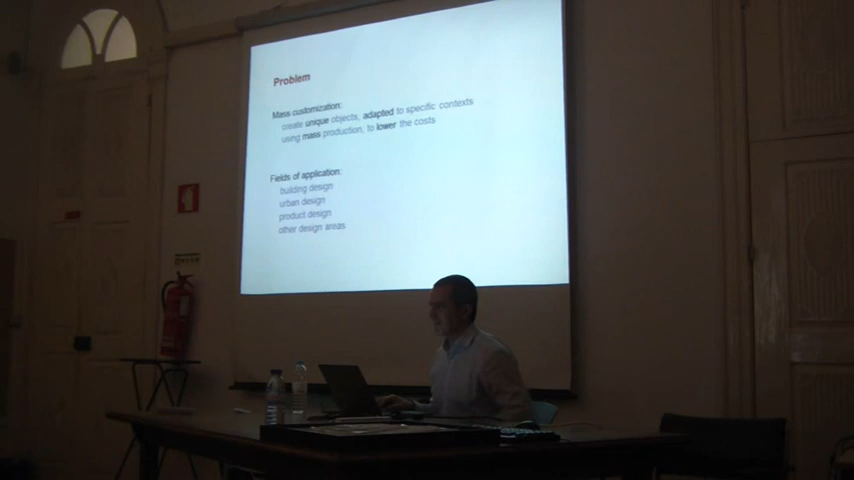 Problem
Mass customization:
create unique objects, adapted to specific contexts
using mass production, to lower the costs
Fields of application:
building design
urban design
product design
other design areas